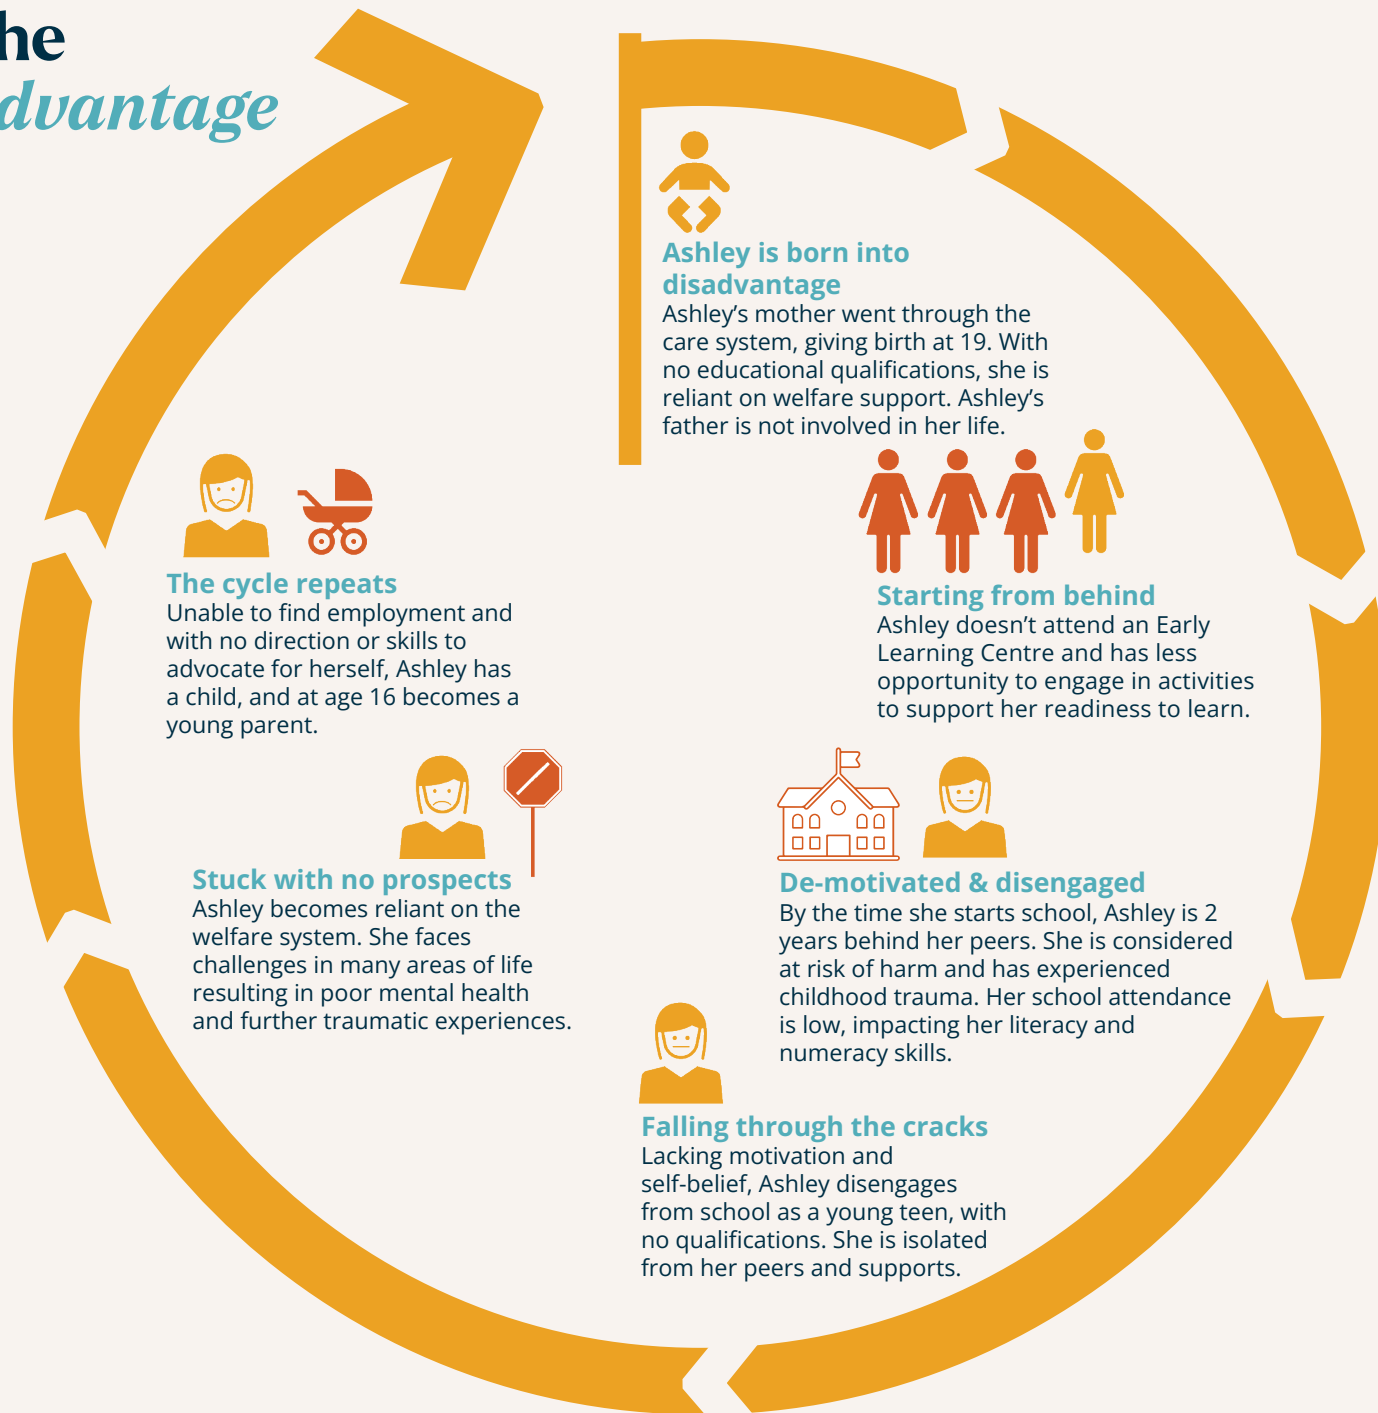 he
dvantage
Ashley is born into
disadvantage
Ashley’s mother went through the
care system, giving birth at 19. With
no educational qualifications, she is
reliant on welfare support. Ashley’s
father is not involved in her life.
Starting from behind
Ashley doesn’t attend an Early
Learning Centre and has less
opportunity to engage in activities
to support her readiness to learn.
De-motivated & disengaged
By the time she starts school, Ashley is 2
years behind her peers. She is considered
at risk of harm and has experienced
childhood trauma. Her school attendance
is low, impacting her literacy and
numeracy skills.
Falling through the cracks
Lacking motivation and
self-belief, Ashley disengages
from school as a young teen, with
no qualifications. She is isolated
from her peers and supports.
Stuck with no prospects
Ashley becomes reliant on the
welfare system. She faces
challenges in many areas of life
resulting in poor mental health
and further traumatic experiences.
The cycle repeats
Unable to find employment and
with no direction or skills to
advocate for herself, Ashley has
a child, and at age 16 becomes a
young parent.